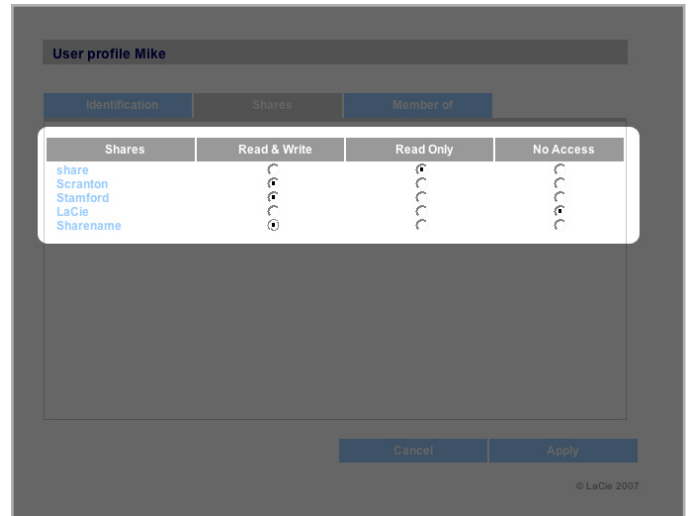 User profile Mike
Identification Shares Member of
Shares Read & Write Read Only No Access
share
Scranton
Stamford
LaCie
Sharename
Cancel Apply
© LaCie 2007